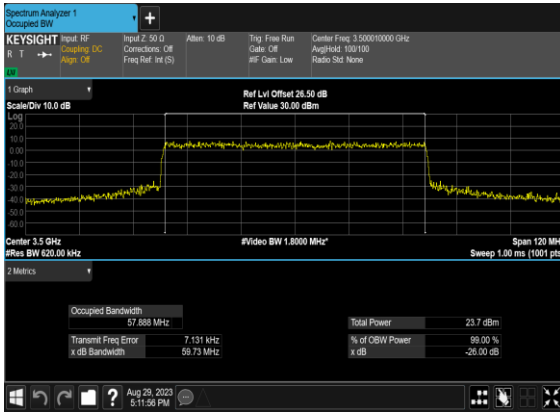 Spectrum Analyzer 1
Occupied BW
+
KEYSIGHT
R T
LW
Input: RF
Coupling: DC
Align: Off
Input Z: 50 Ω
Corrections: Off
Freq Ref: Int (S)
Atten: 10 dB
Trig: Free Run
Gate: Off
#IF Gain: Low
Center Freq: 3.500010000 GHz
Avg|Hold: 100/100
Radio Std: None
1 Graph
Scale/Div 10.0 dB
Ref Lvl Offset 26.50 dB
Ref Value 30.00 dBm
Log
20.0
10.0
0.00
-10.0
-20.0
-30.0
-40.0
-50.0
-60.0
Center 3.5 GHz
#Res BW 620.00 kHz
#Video BW 1.8000 MHz*
Span 120 MH
Sweep 1.00 ms (1001 pts
2 Metrics
Occupied Bandwidth
57.888 MHz
Transmit Freq Error 7.131 kHz
x dB Bandwidth 59.73 MHz
Total Power 23.7 dBm
% of OBW Power 99.00 %
x dB -26.00 dB
?
Aug 29, 2023
5:11:56 PM